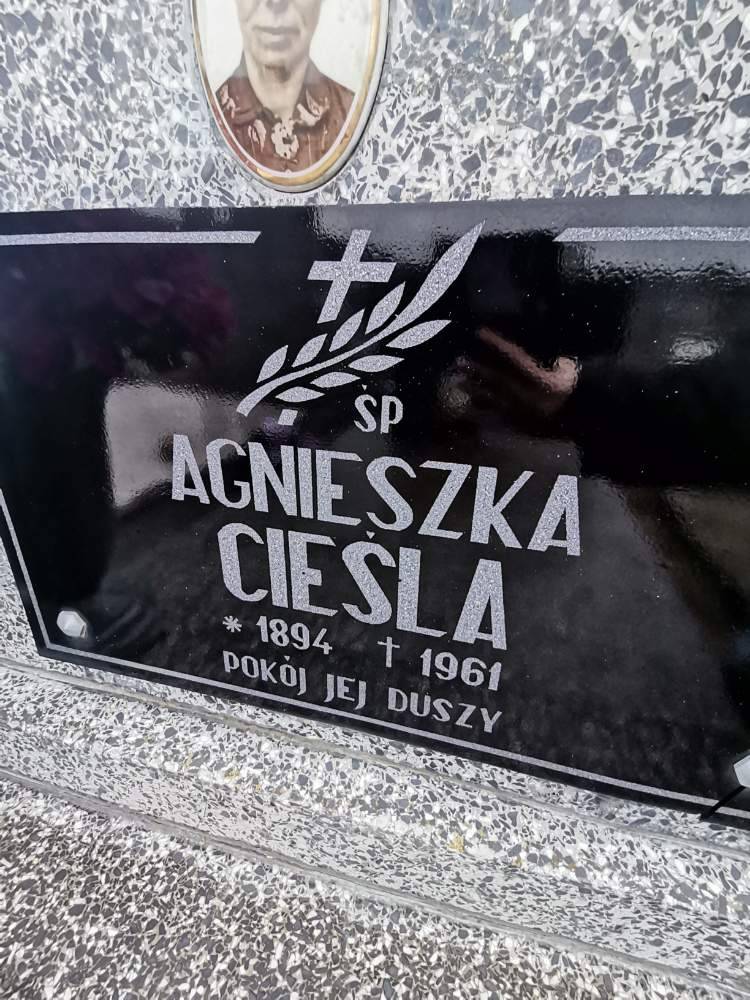 ŚP
AGNIESZKA
CIEŚLA
* 1894 † 1961
POKÓJ JEJ DUSZY